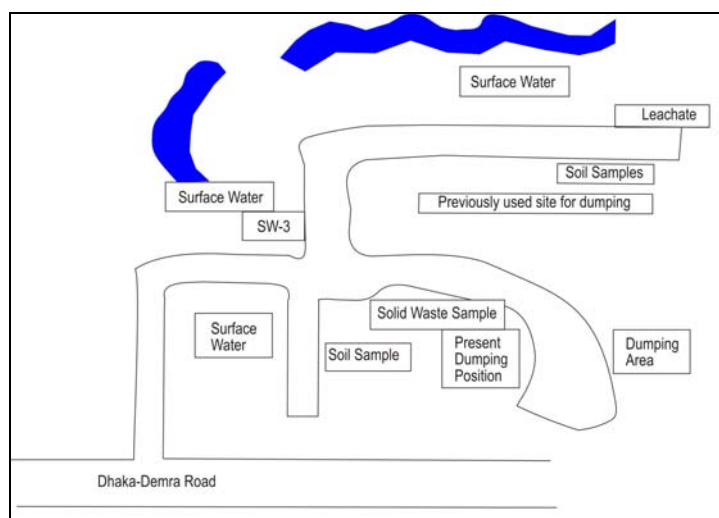 Surface Water
Leachate
Soil Samples
Surface Water
Previously used site for dumping
SW-3
Solid Waste Sample
Surface
Water
Soil Sample
Present
Dumping
Position
Dumping
Area
Dhaka-Demra Road